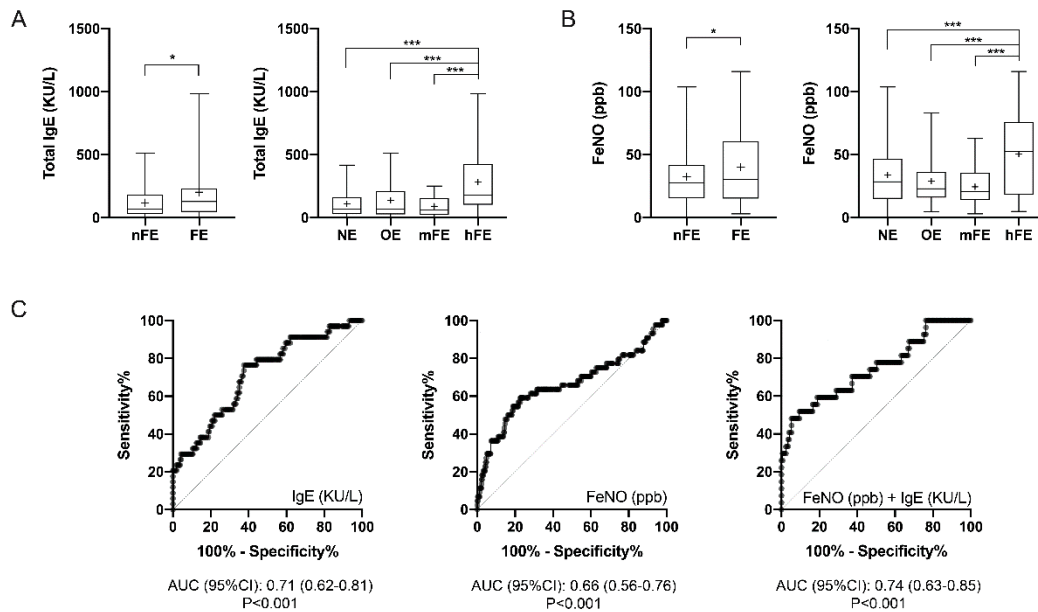 A
B
Total IgE (KU/L)
1500
1000
500
0
*
nFE
FE
Total IgE (KU/L)
1500
1000
500
0
***
***
***
NE
OE
mFE
hFE
FeNO (ppb)
150
100
50
0
*
nFE
FE
FeNO (ppb)
150
100
50
0
***
***
***
NE
OE
mFE
hFE
C
Sensitivity%
100
80
60
40
20
0
IgE (KU/L)
0 20 40 60 80 100
100% - Specificity%
AUC (95%CI): 0.71 (0.62-0.81)
P<0.001
Sensitivity%
100
80
60
40
20
0
FeNO (ppb)
0 20 40 60 80 100
100% - Specificity%
AUC (95%CI): 0.66 (0.56-0.76)
P<0.001
Sensitivity%
100
80
60
40
20
0
FeNO (ppb) + IgE (KU/L)
0 20 40 60 80 100
100% - Specificity%
AUC (95%CI): 0.74 (0.63-0.85)
P<0.001